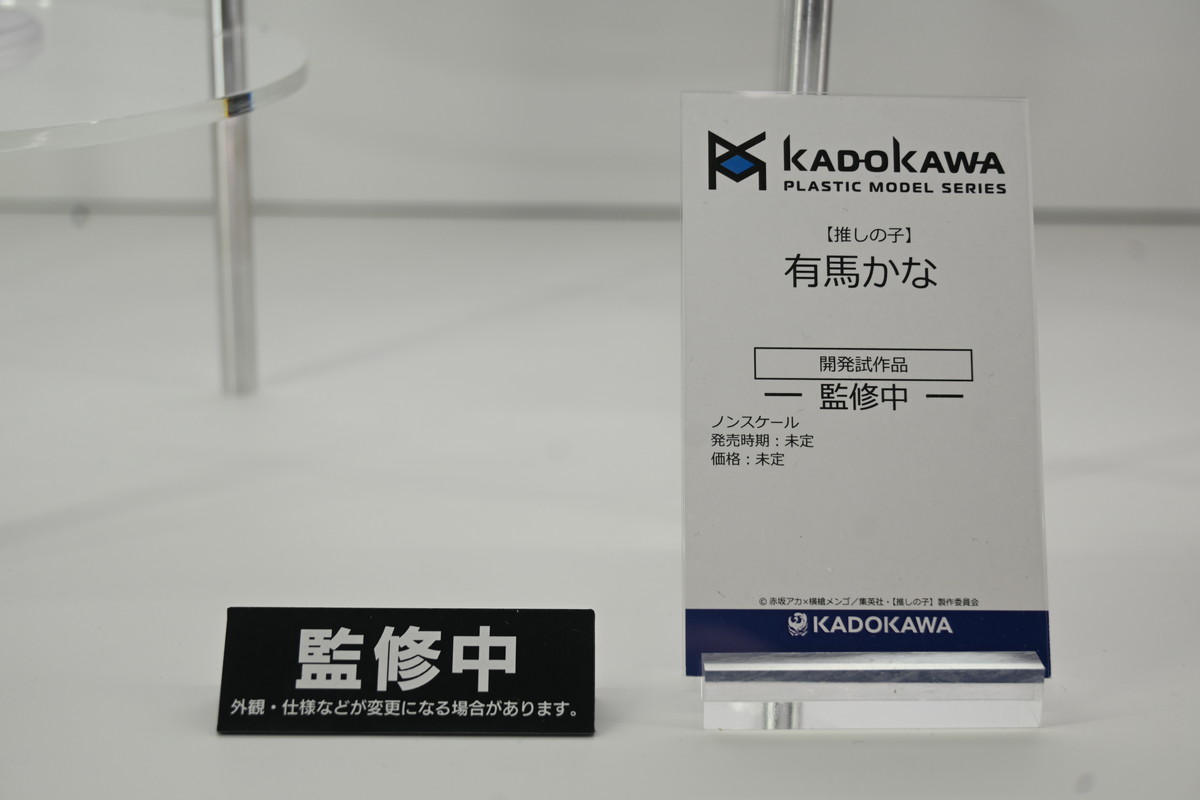 KADOKAWA
PLASTIC MODEL SERIES
【推しの子】
有馬かな
開発試作品
― 監修中 ―
ノンスケール
発売時期：未定
価格：未定
© 赤坂アカ×横槍メンゴ／集英社・【推しの子】製作委員会
KADOKAWA
監修中
外観・仕様などが変更になる場合があります。